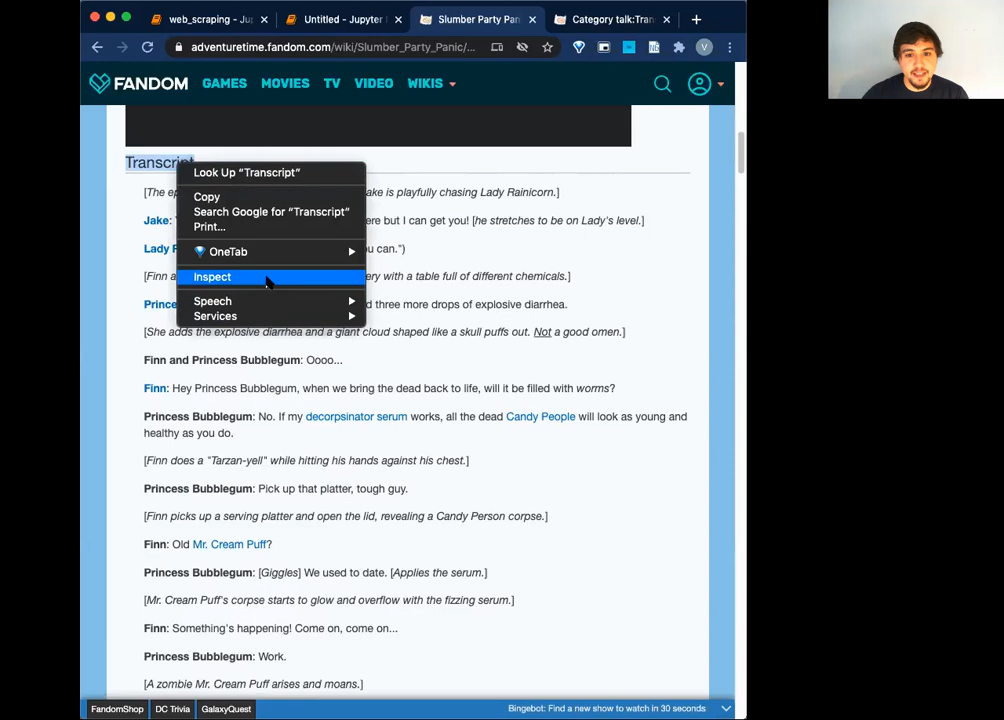 web_scraping - Ju
Untitled - Jupyter
Slumber Party Pan
Category talk:Tran
adventuretime.fandom.com/wiki/Slumber_Party_Panic/...
V
FANDOM
GAMES
MOVIES
TV
VIDEO
WIKIS
Transcript
Look Up “Transcript”
[The ep
ake is playfully chasing Lady Rainicorn.]
Copy
Search Google for “Transcript”
Jake:
ere but I can get you! [he stretches to be on Lady's level.]
Print...
Lady R
OneTab
ou can.")
[Finn a
Inspect
ery with a table full of different chemicals.]
Speech
Prince
d three more drops of explosive diarrhea.
Services
[She adds the explosive diarrhea and a giant cloud shaped like a skull puffs out. Not a good omen.]
Finn and Princess Bubblegum: Oooo...
Finn: Hey Princess Bubblegum, when we bring the dead back to life, will it be filled with worms?
Princess Bubblegum: No. If my decorpsinator serum works, all the dead Candy People will look as young and
healthy as you do.
[Finn does a "Tarzan-yell" while hitting his hands against his chest.]
Princess Bubblegum: Pick up that platter, tough guy.
[Finn picks up a serving platter and open the lid, revealing a Candy Person corpse.]
Finn: Old Mr. Cream Puff?
Princess Bubblegum: [Giggles] We used to date. [Applies the serum.]
[Mr. Cream Puff's corpse starts to glow and overflow with the fizzing serum.]
Finn: Something's happening! Come on, come on...
Princess Bubblegum: Work.
[A zombie Mr. Cream Puff arises and moans.]
FandomShop
DC Trivia
GalaxyQuest
Bingebot: Find a new show to watch in 30 seconds